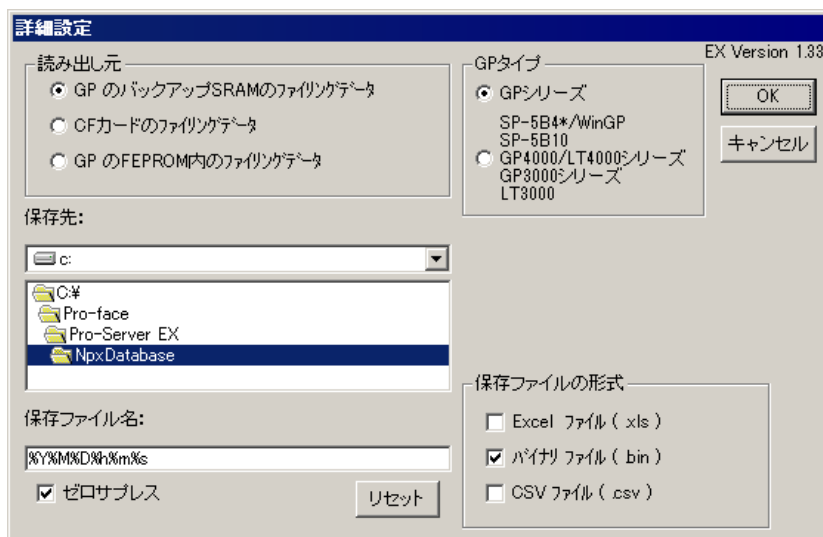 詳細設定
EX Version 1.33
読み出し元
GP のバックアップSRAMのファイリングデータ
CFカードのファイリングデータ
GP のFEPROM内のファイリングデータ
GPタイプ
GPシリーズ
SP-5B4*/WinGP
SP-5B10
GP4000/LT4000シリーズ
GP3000シリーズ
LT3000
OK
キャンセル
保存先:
c:
C:¥
Pro-face
Pro-Server EX
NpxDatabase
保存ファイル名:
%Y%M%D%h%m%s
ゼロサプレス
リセット
保存ファイルの形式
Excel ファイル ( .xls )
バイナリ ファイル ( .bin )
CSV ファイル ( .csv )